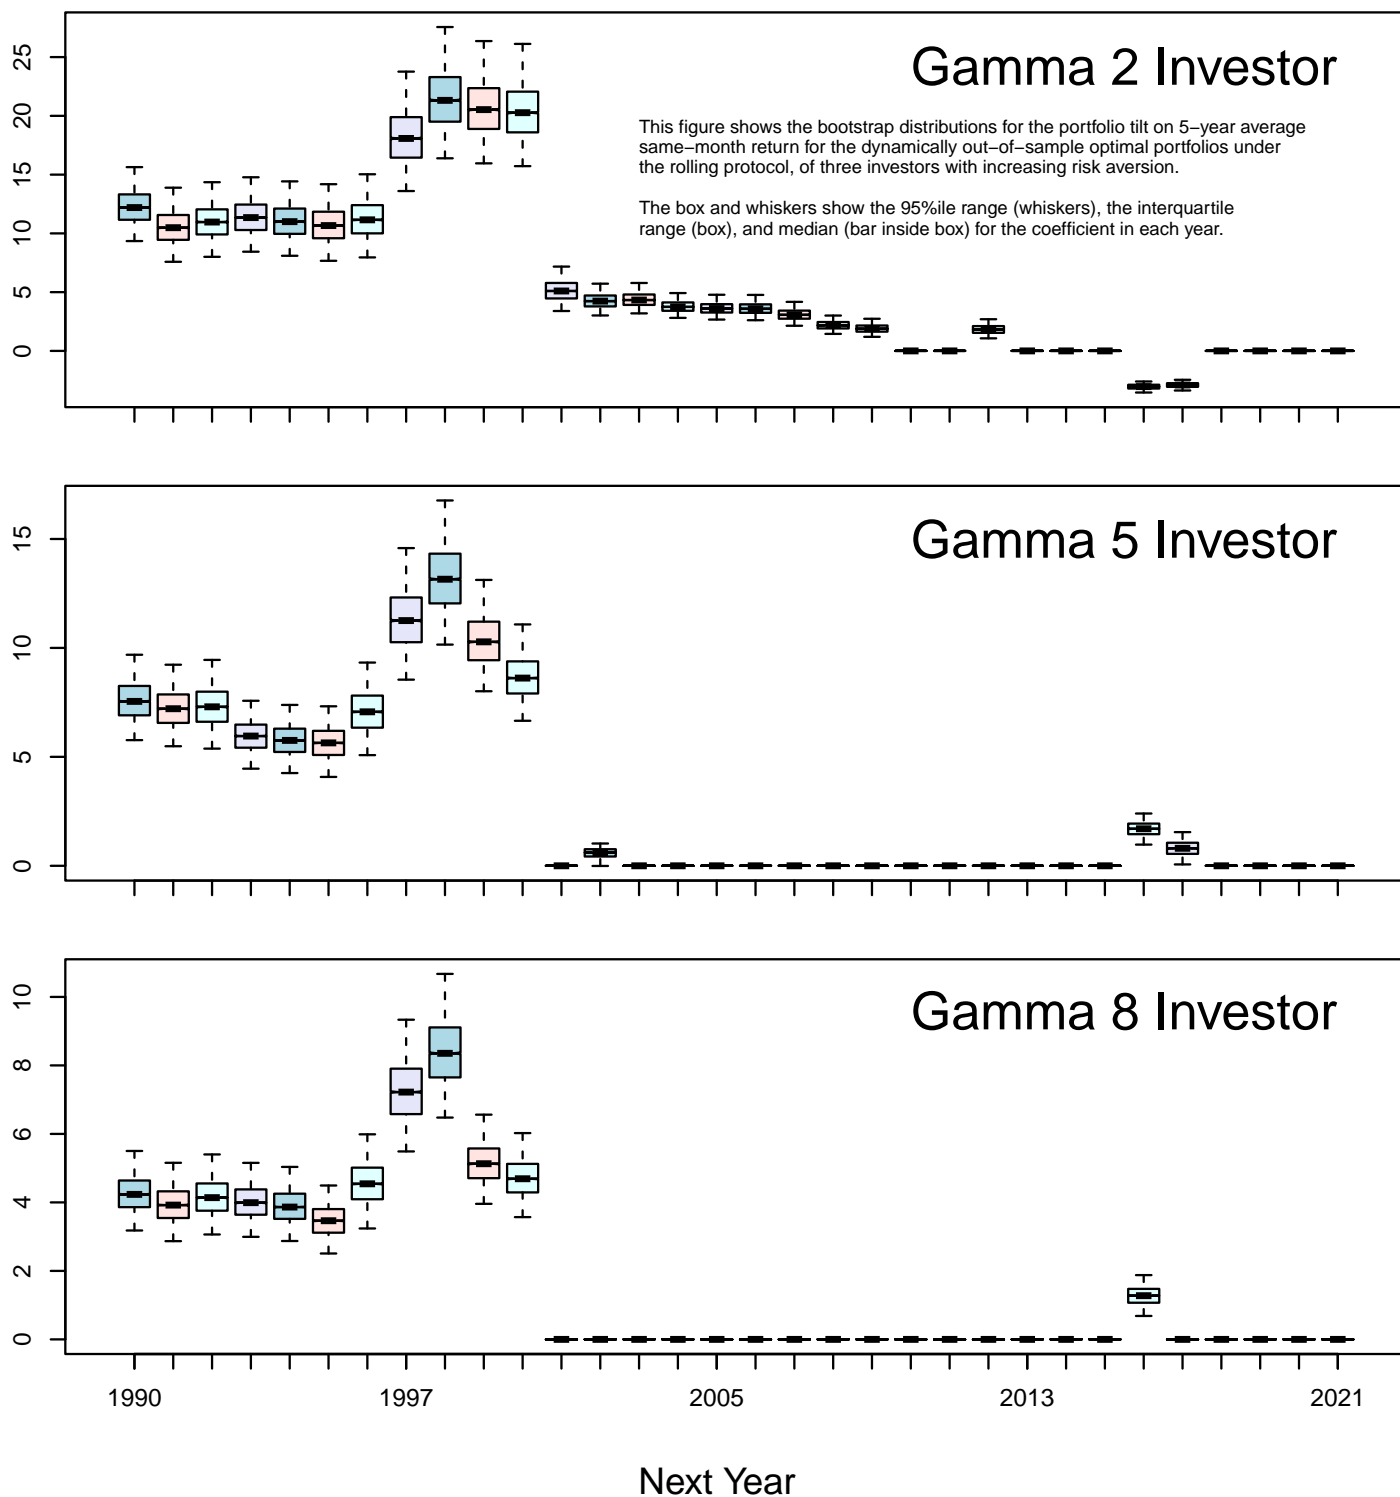 25
20
15
10
5
0
Gamma 2 Investor
This figure shows the bootstrap distributions for the portfolio tilt on 5−year average
same−month return for the dynamically out−of−sample optimal portfolios under
the rolling protocol, of three investors with increasing risk aversion.
The box and whiskers show the 95%ile range (whiskers), the interquartile
range (box), and median (bar inside box) for the coefficient in each year.
15
10
5
0
Gamma 5 Investor
10
8
6
4
2
0
Gamma 8 Investor
1990 1997 2005 2013 2021
Next Year